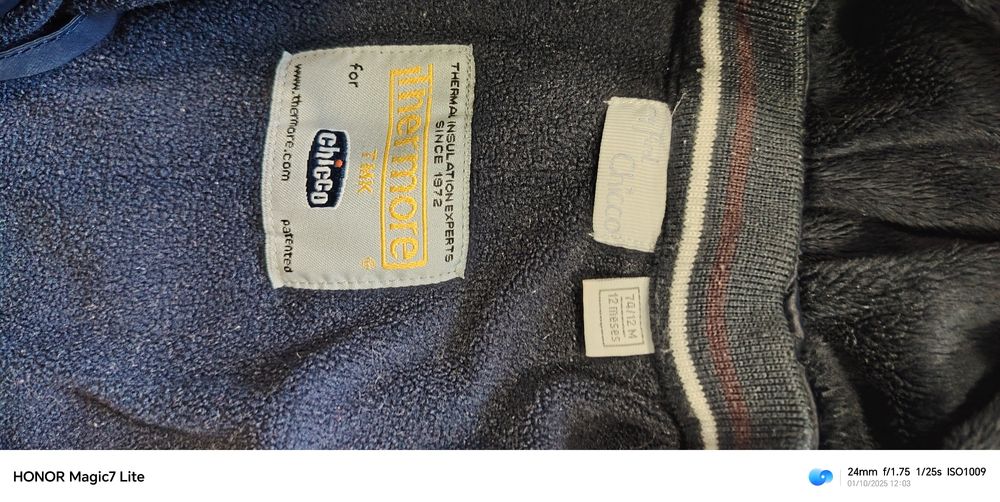 THERMAL INSULATION EXPERTS
SINCE 1972
Thermore®
TMK
for
chicco
www.thermore.com patented
Chicco
74/12 M
12 meses
HONOR Magic7 Lite
24mm f/1.75 1/25s ISO1009
01/10/2025 12:03